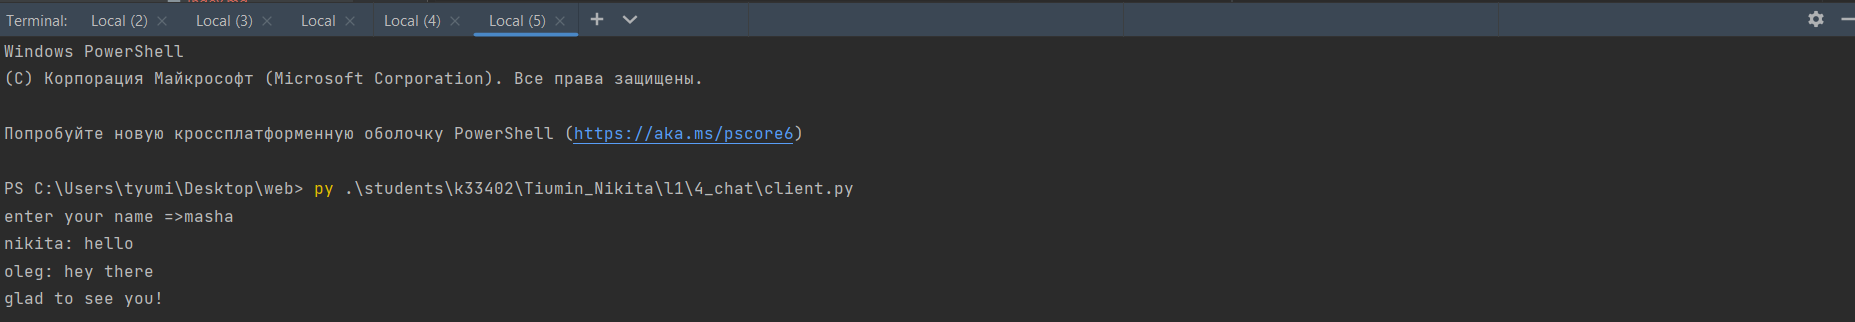 index.md
Terminal: Local (2) Local (3) Local Local (4) Local (5)
Windows PowerShell
(C) Корпорация Майкрософт (Microsoft Corporation). Все права защищены.
Попробуйте новую кроссплатформенную оболочку PowerShell (https://aka.ms/pscore6)
PS C:\Users\tyumi\Desktop\web> py .\students\k33402\Tiumin_Nikita\l1\4_chat\client.py
enter your name =>masha
nikita: hello
oleg: hey there
glad to see you!